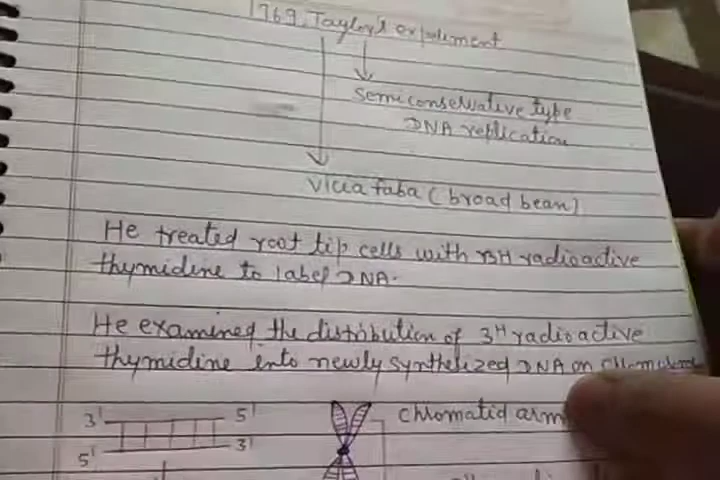 1969, Taylor's expeliment
semiconservative type
DNA replication
Vicia faba (broad bean)
He treated root tip cells with 3H radioactive
thymidine to label DNA.
He examined the distribution of 3H radioactive
thymidine into newly synthelized DNA on
3' 5' chromatid arm
5' 3'